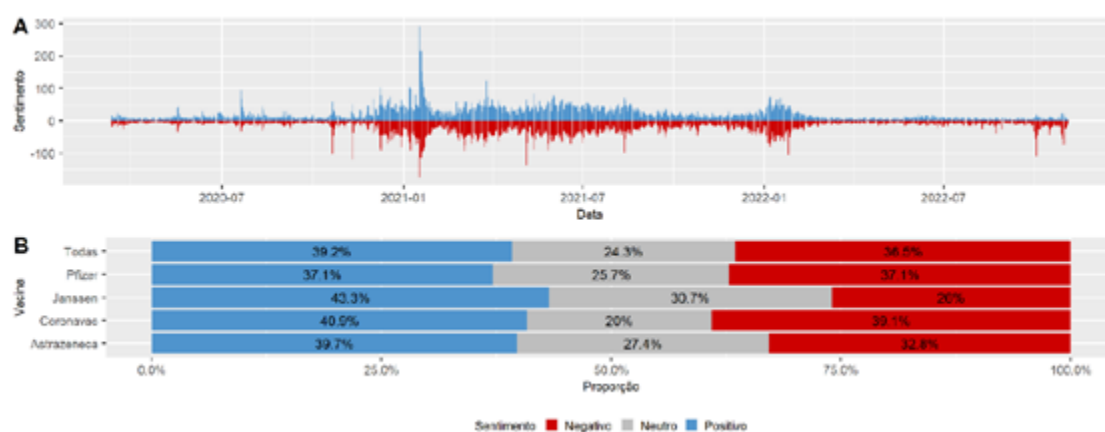 A
300
200
100
0
-100
Sentimento
2020-07 2021-01 2021-07 2022-01 2022-07
Data
B
Vacina
Todas 39.2% 24.3% 36.5%
Pfizer 37.1% 25.7% 37.1%
Janssen 43.3% 30.7% 26%
Coronavac 40.9% 20% 39.1%
Astrazeneca 39.7% 27.4% 32.8%
0.0% 25.0% 50.0% 75.0% 100.0%
Proporção
Sentimento Negativo Neutro Positivo